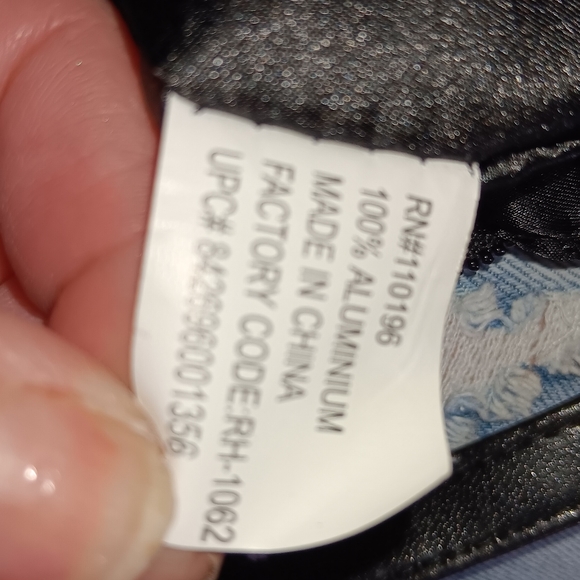 RN#110196
100% ALUMINIUM
MADE IN CHINA
FACTORY CODE:RH-1062
UPC# 842696001356